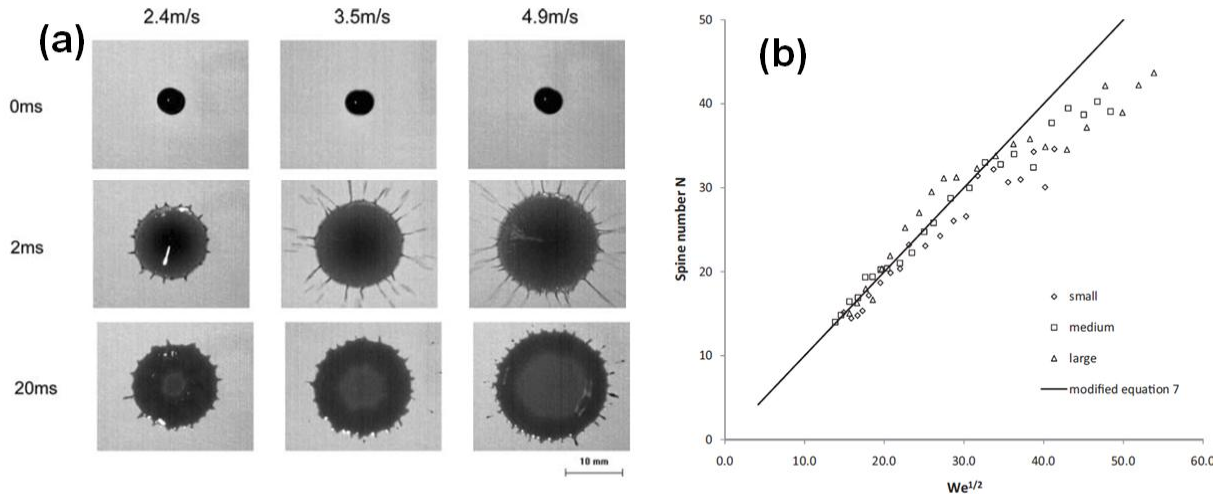 (a)
2.4m/s
3.5m/s
4.9m/s
0ms
2ms
20ms
10 mm
(b)
Spine number N
50
40
30
20
10
0
0.0
10.0
20.0
30.0
40.0
50.0
60.0
We1/2
small
medium
large
modified equation 7